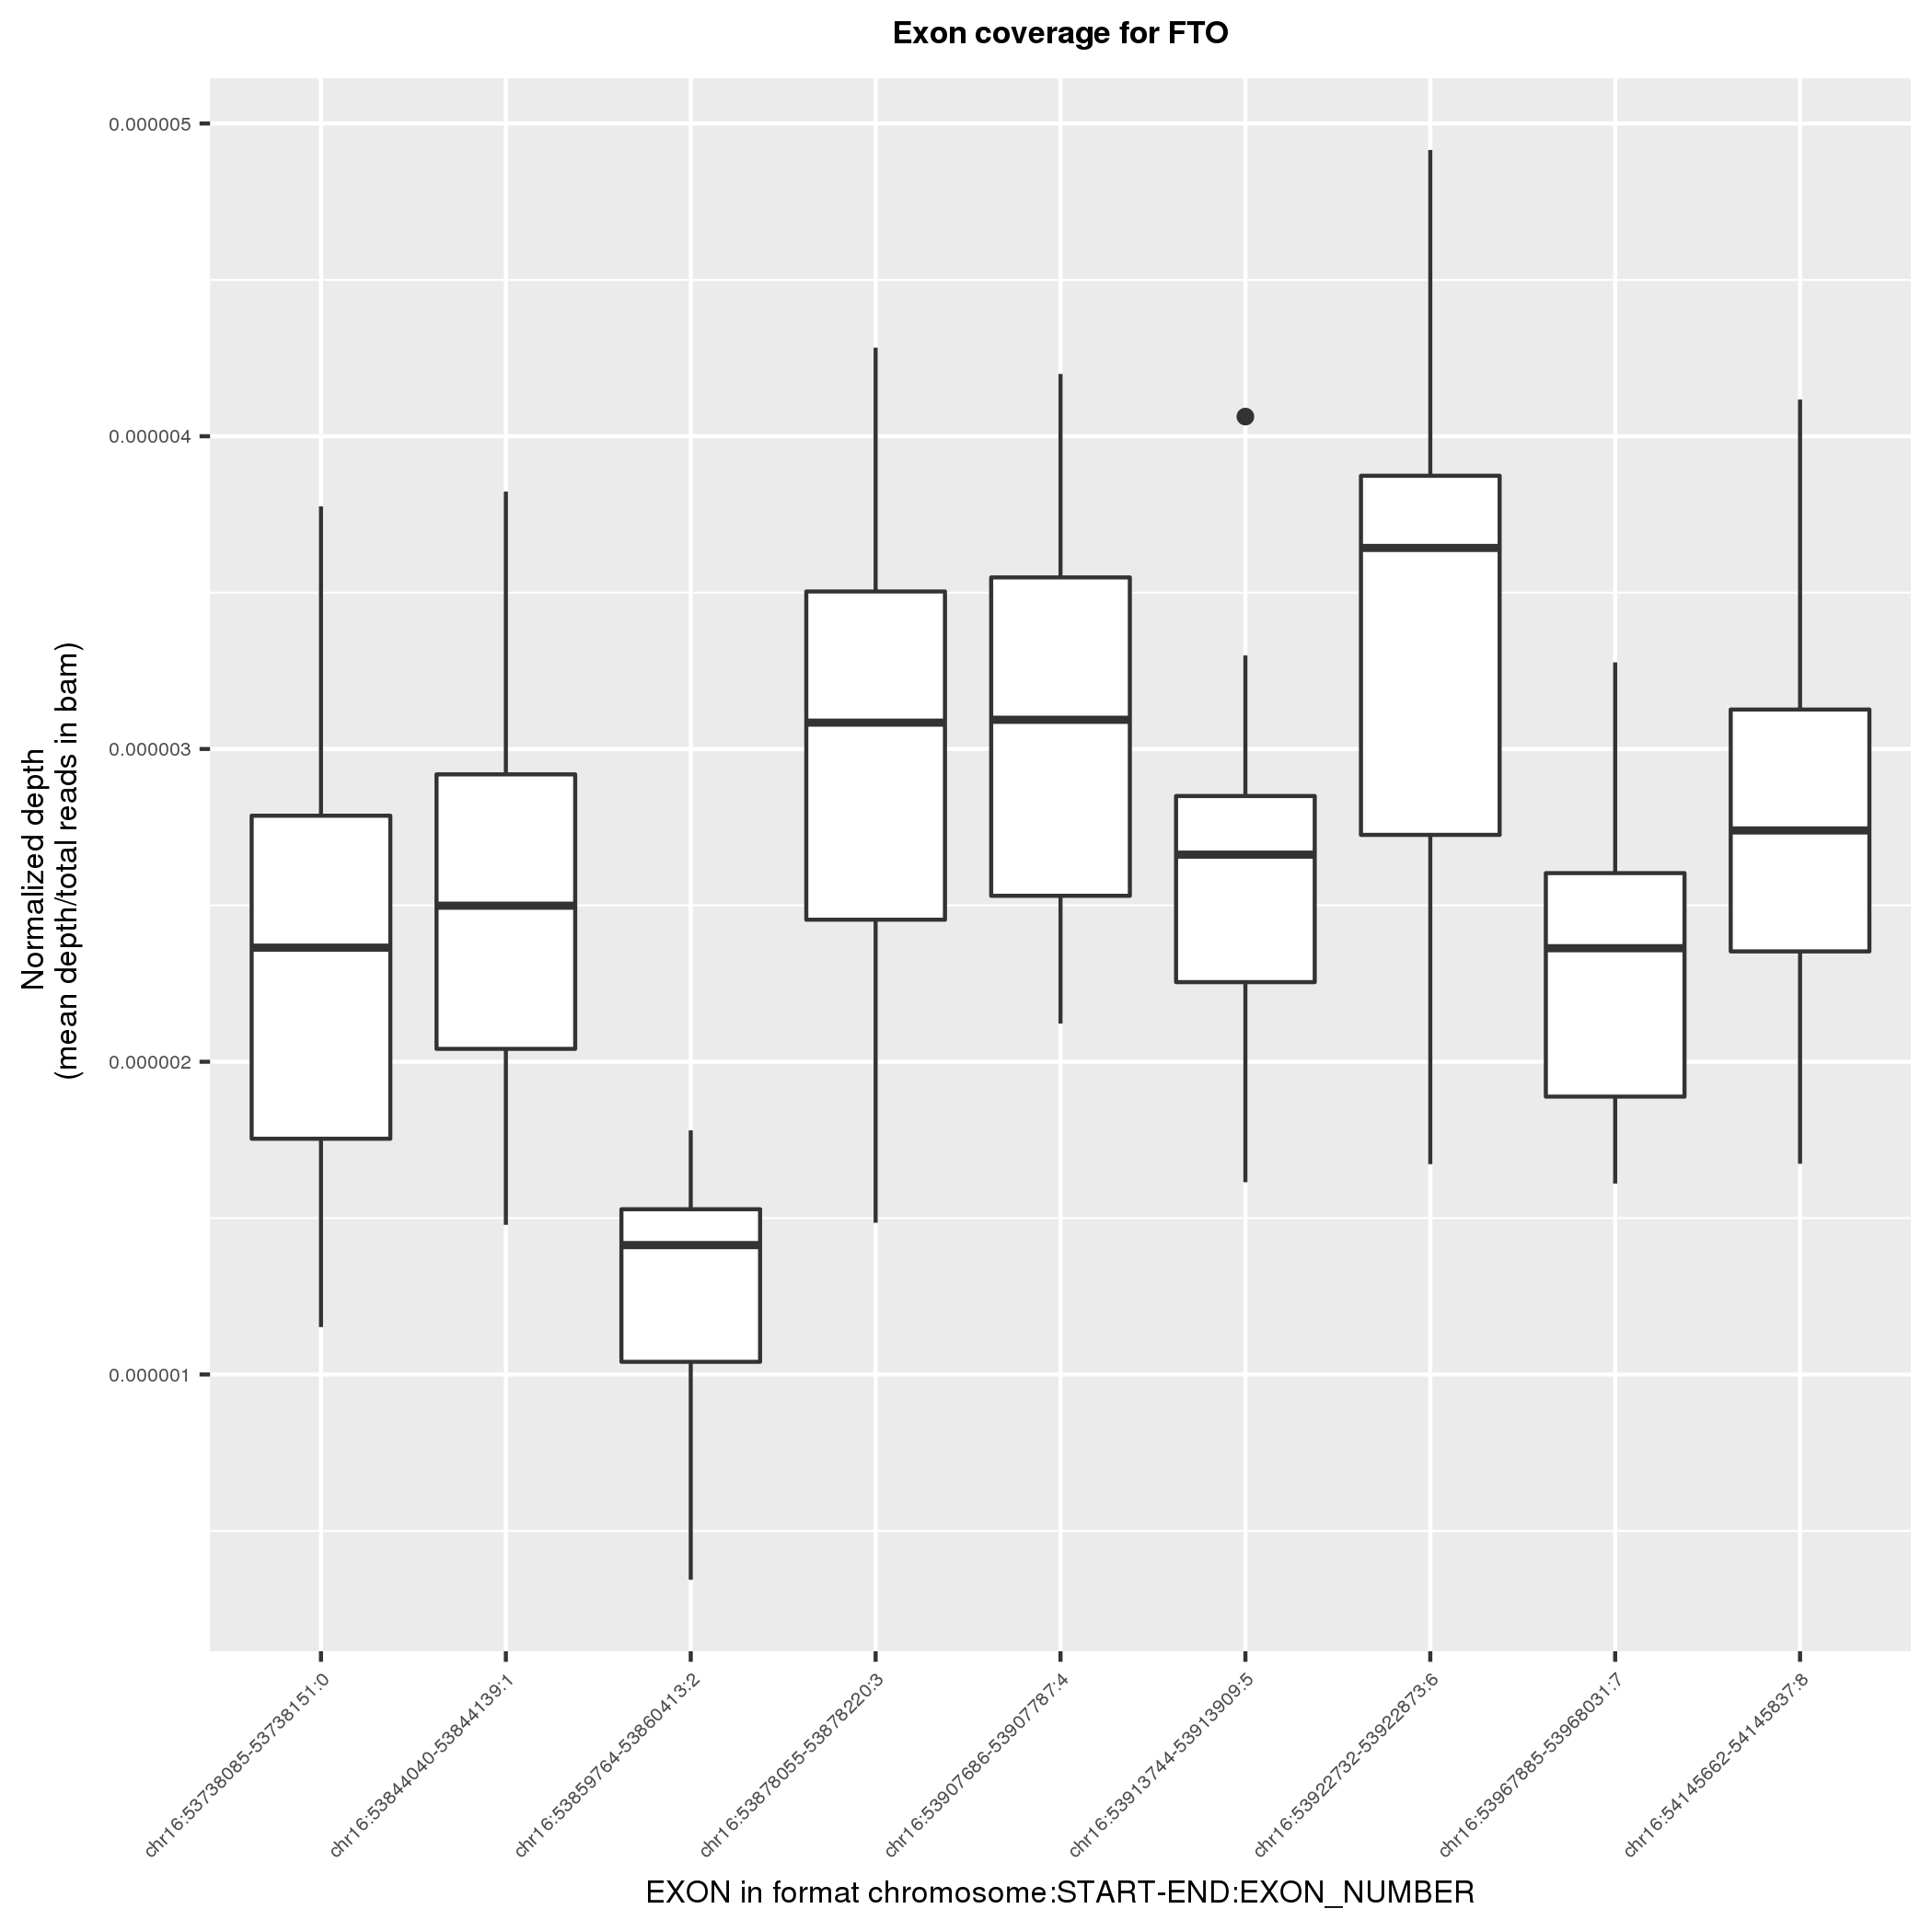 Exon coverage for FTO
0.000005
0.000004
0.000003
0.000002
0.000001
Normalized depth
(mean depth/total reads in bam)
chr16:53738085-53738151:0
chr16:53844040-53844139:1
chr16:53859764-53860413:2
chr16:53878055-53878220:3
chr16:53907686-53907787:4
chr16:53913744-53913909:5
chr16:53922732-53922873:6
chr16:53967885-53968031:7
chr16:54145662-54145837:8
EXON in format chromosome:START-END:EXON_NUMBER